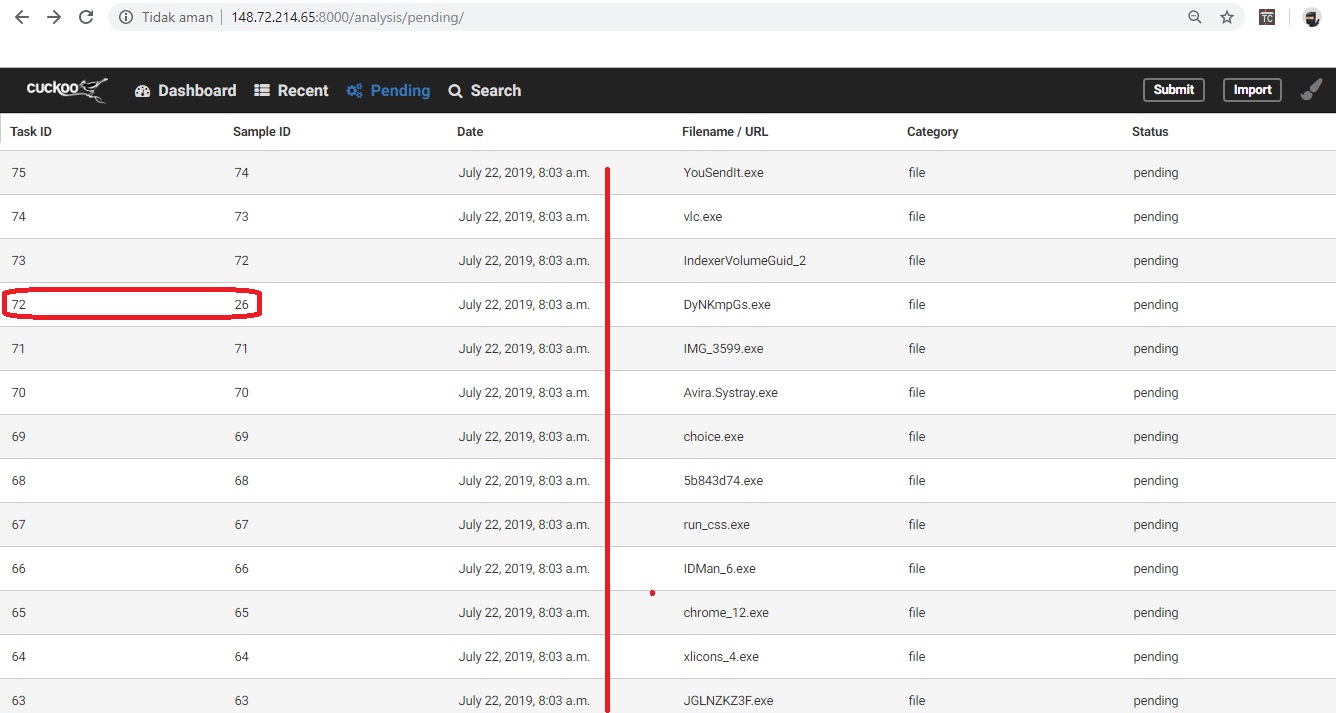 Tidak aman 148.72.214.65:8000/analysis/pending/ TC
cuckoo Dashboard Recent Pending Search Submit Import
Task ID Sample ID Date Filename / URL Category Status
75 74 July 22, 2019, 8:03 a.m. YouSendIt.exe file pending
74 73 July 22, 2019, 8:03 a.m. vlc.exe file pending
73 72 July 22, 2019, 8:03 a.m. IndexerVolumeGuid_2 file pending
72 26 July 22, 2019, 8:03 a.m. DyNKmpGs.exe file pending
71 71 July 22, 2019, 8:03 a.m. IMG_3599.exe file pending
70 70 July 22, 2019, 8:03 a.m. Avira.Systray.exe file pending
69 69 July 22, 2019, 8:03 a.m. choice.exe file pending
68 68 July 22, 2019, 8:03 a.m. 5b843d74.exe file pending
67 67 July 22, 2019, 8:03 a.m. run_css.exe file pending
66 66 July 22, 2019, 8:03 a.m. IDMan_6.exe file pending
65 65 July 22, 2019, 8:03 a.m. chrome_12.exe file pending
64 64 July 22, 2019, 8:03 a.m. xlicons_4.exe file pending
63 63 July 22, 2019, 8:03 a.m. JGLNZKZ3F.exe file pending